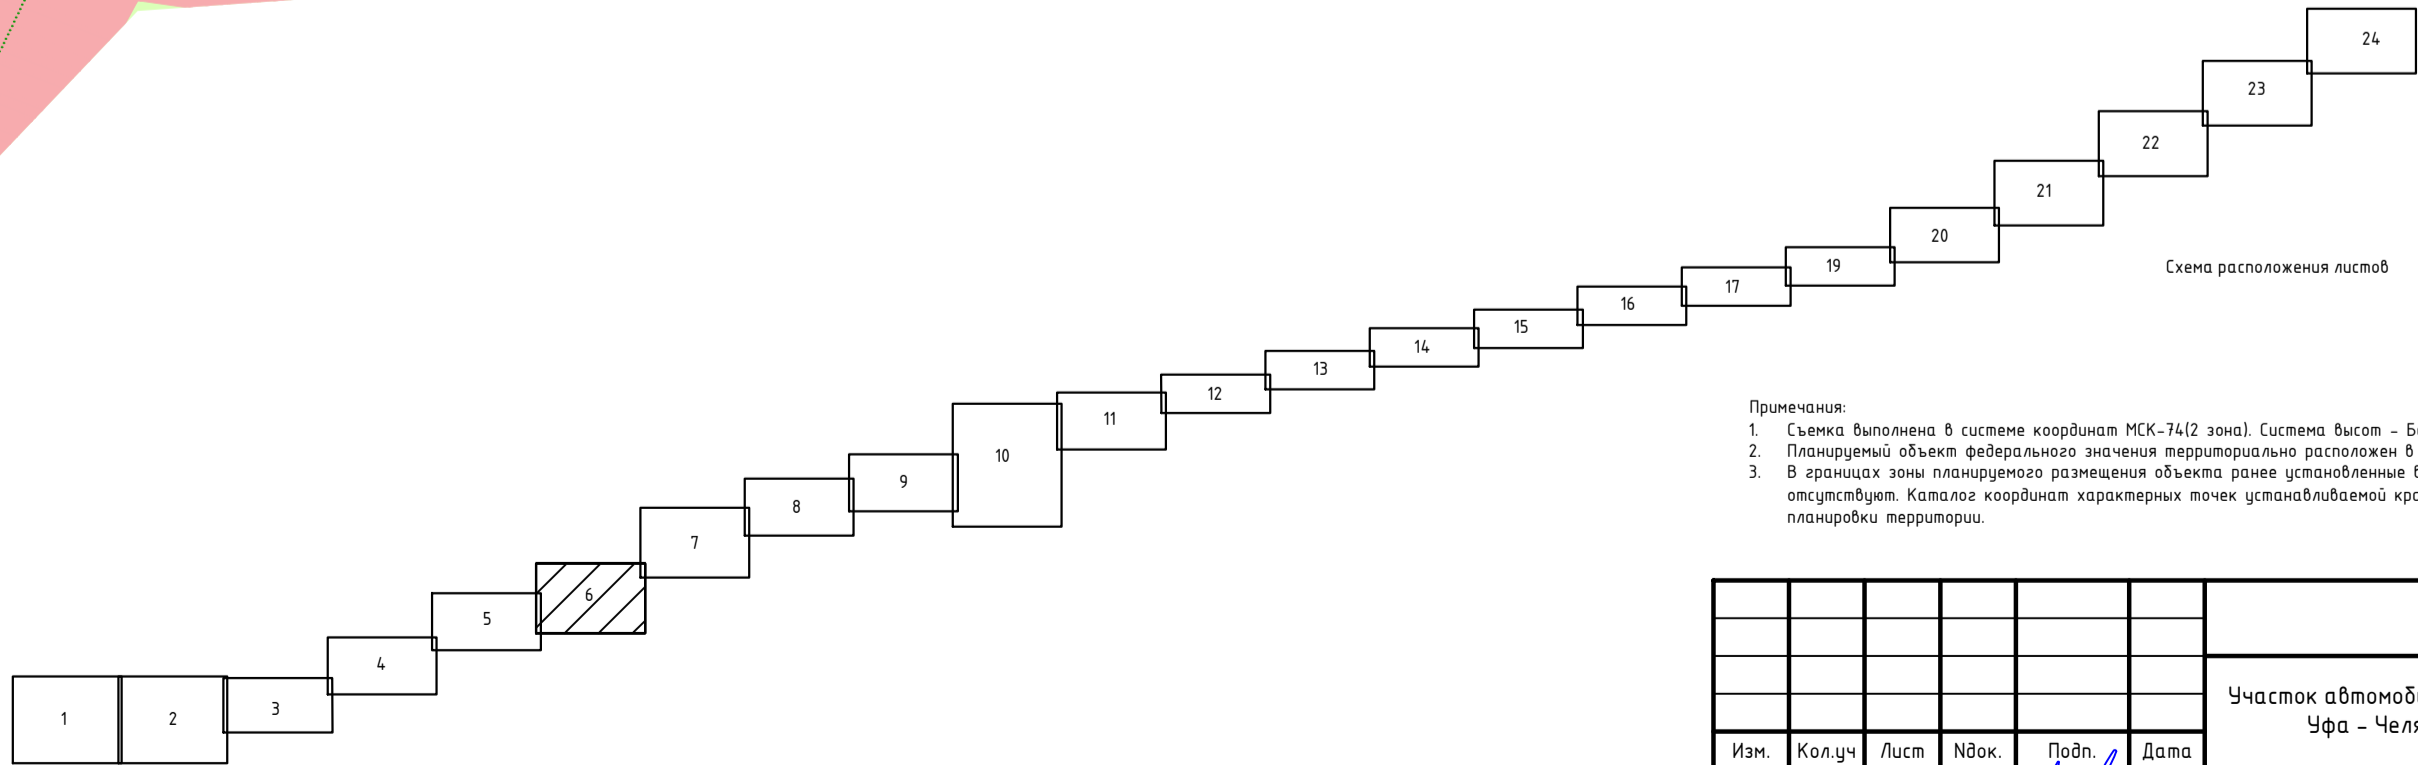 24
23
22
21
20
Схема расположения листов
19
17
16
15
14
13
12
11
10
9
8
7
6
5
4
3
2
1
Примечания:
1. Съемка выполнена в системе координат МСК-74(2 зона). Система высот -
2. Планируемый объект федерального значения территориально расположен в
3. В границах зоны планируемого размещения объекта ранее установленные
отсутствуют. Каталог координат характерных точек устанавливаемой
планировки территории.
Участок
Уфа -
Изм. Кол.уч Лист Nдок. Подп. Дата